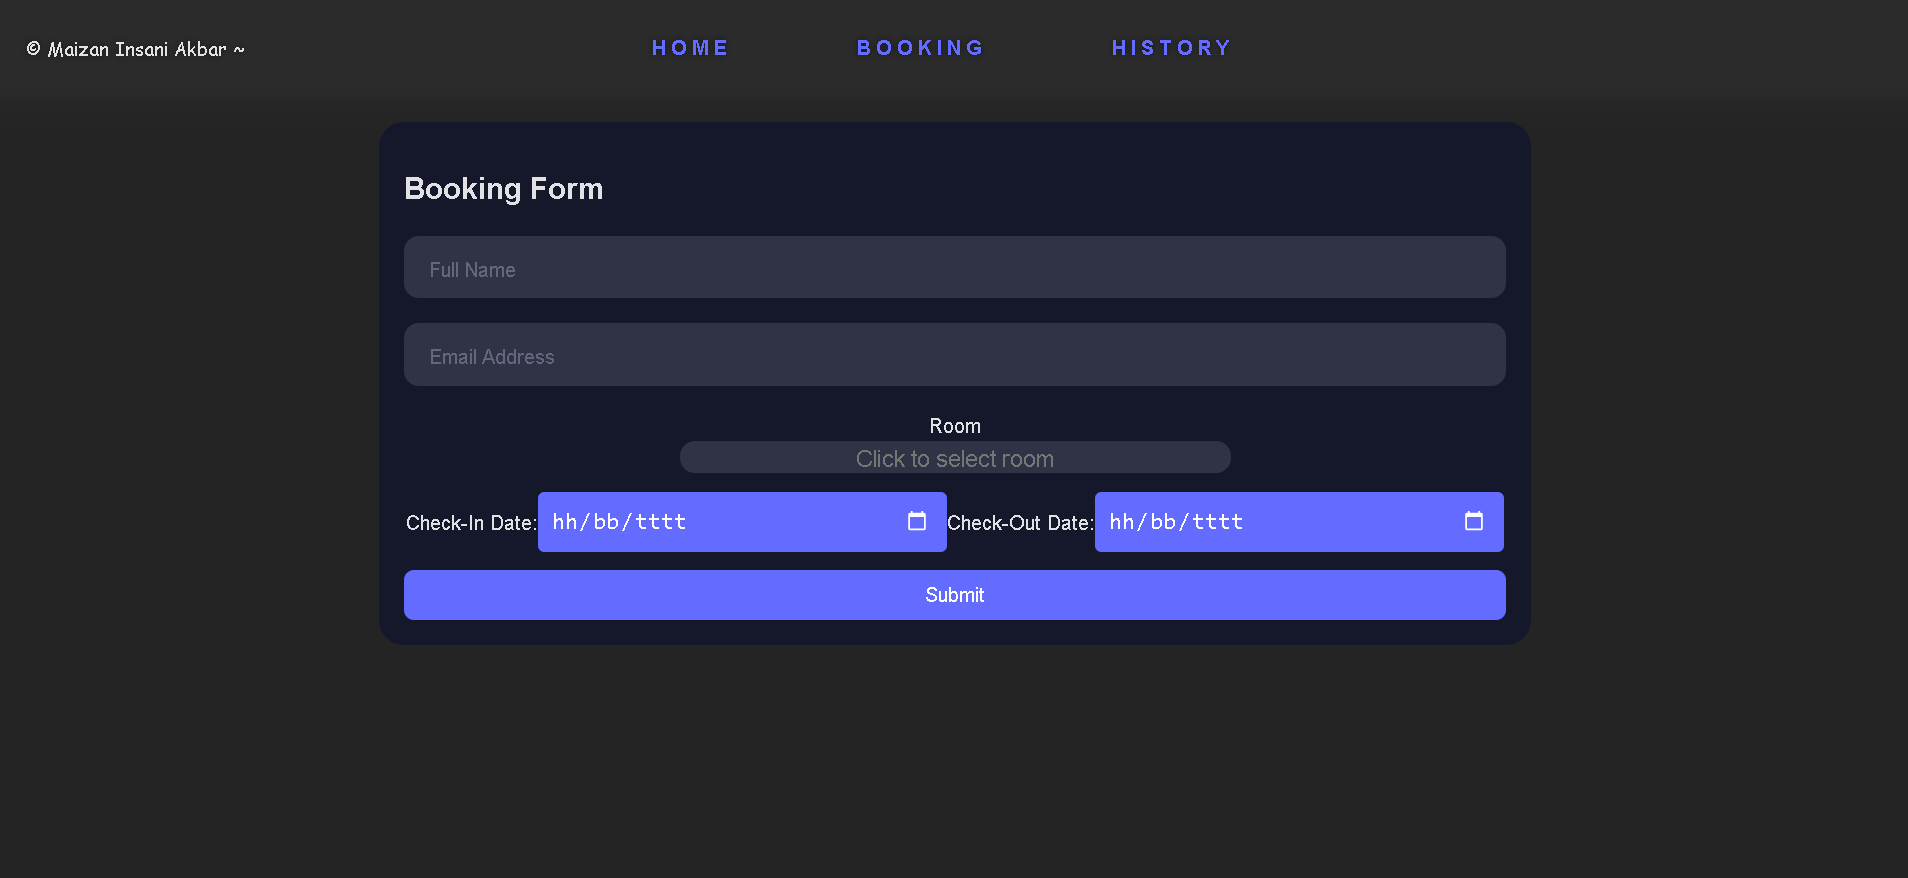 © Maizan Insani Akbar ~
HOME BOOKING HISTORY
Booking Form
Full Name
Email Address
Room
Click to select room
Check-In Date: hh/bb/tttt Check-Out Date: hh/bb/tttt
Submit